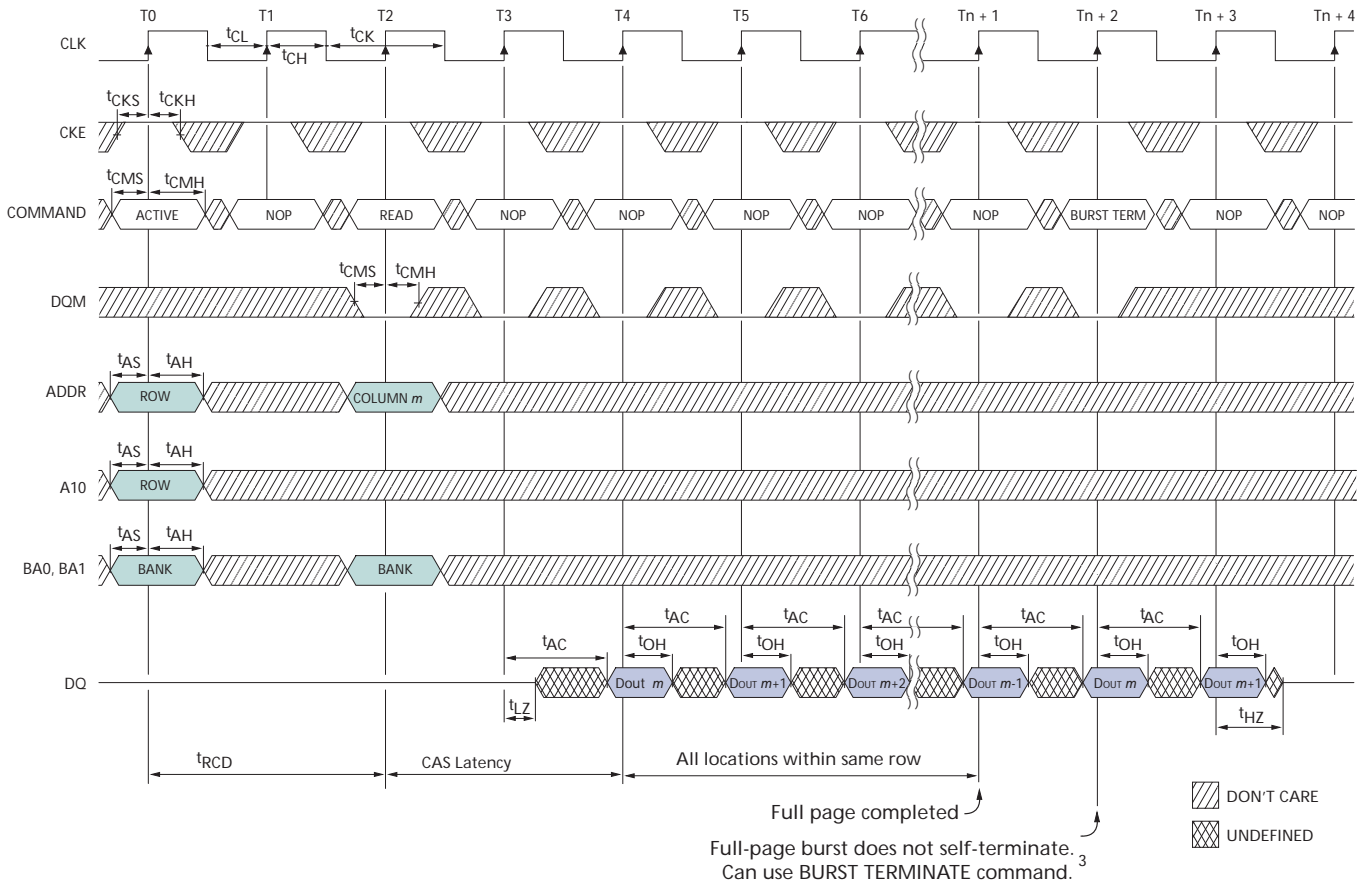 T0 T1 T2 T3 T4 T5 T6 Tn + 1 Tn + 2 Tn + 3 Tn + 4
CLK
tCL tCK
tCH
tCKS tCKH
CKE
tCMS tCMH
COMMAND ACTIVE NOP READ NOP NOP NOP NOP NOP BURST TERM NOP NOP
tCMS tCMH
DQM
tAS tAH
ADDR ROW COLUMN m
tAS tAH
A10 ROW
tAS tAH
BA0, BA1 BANK BANK
tAC tAC tAC tAC tAC
tAC tOH tOH tOH tOH tOH tOH
DQ Dout m DOUT m+1 DOUT m+2 DOUT m-1 DOUT m DOUT m+1
tLZ tHZ
tRCD CAS Latency All locations within same row
Full page completed
Full-page burst does not self-terminate.
Can use BURST TERMINATE command. 3
DON'T CARE
UNDEFINED